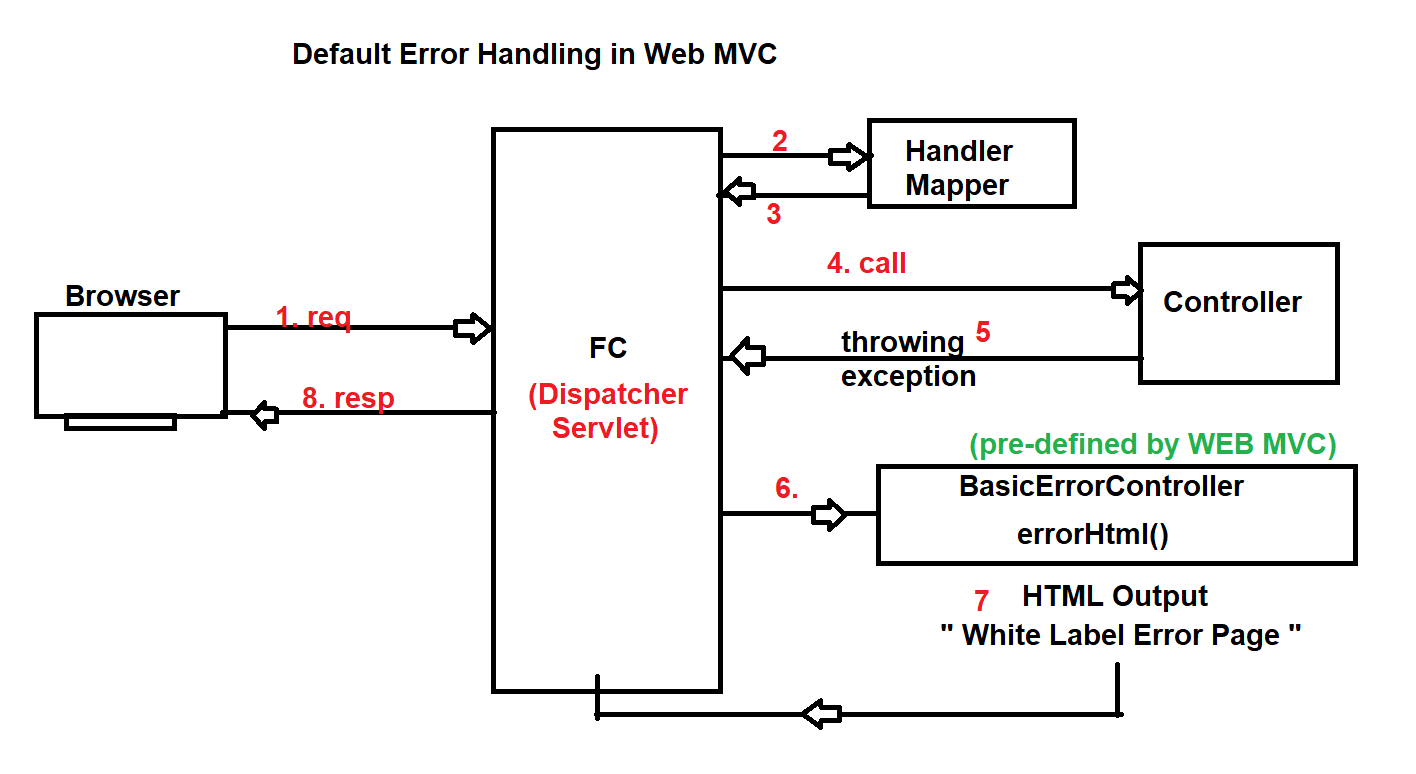 Default Error Handling in Web MVC
2
Handler
Mapper
3
4. call
Controller
Browser
1. req
throwing 5
exception
FC
(Dispatcher
Servlet)
8. resp
(pre-defined by WEB MVC)
6.
BasicErrorController
errorHtml()
7 HTML Output
" White Label Error Page "